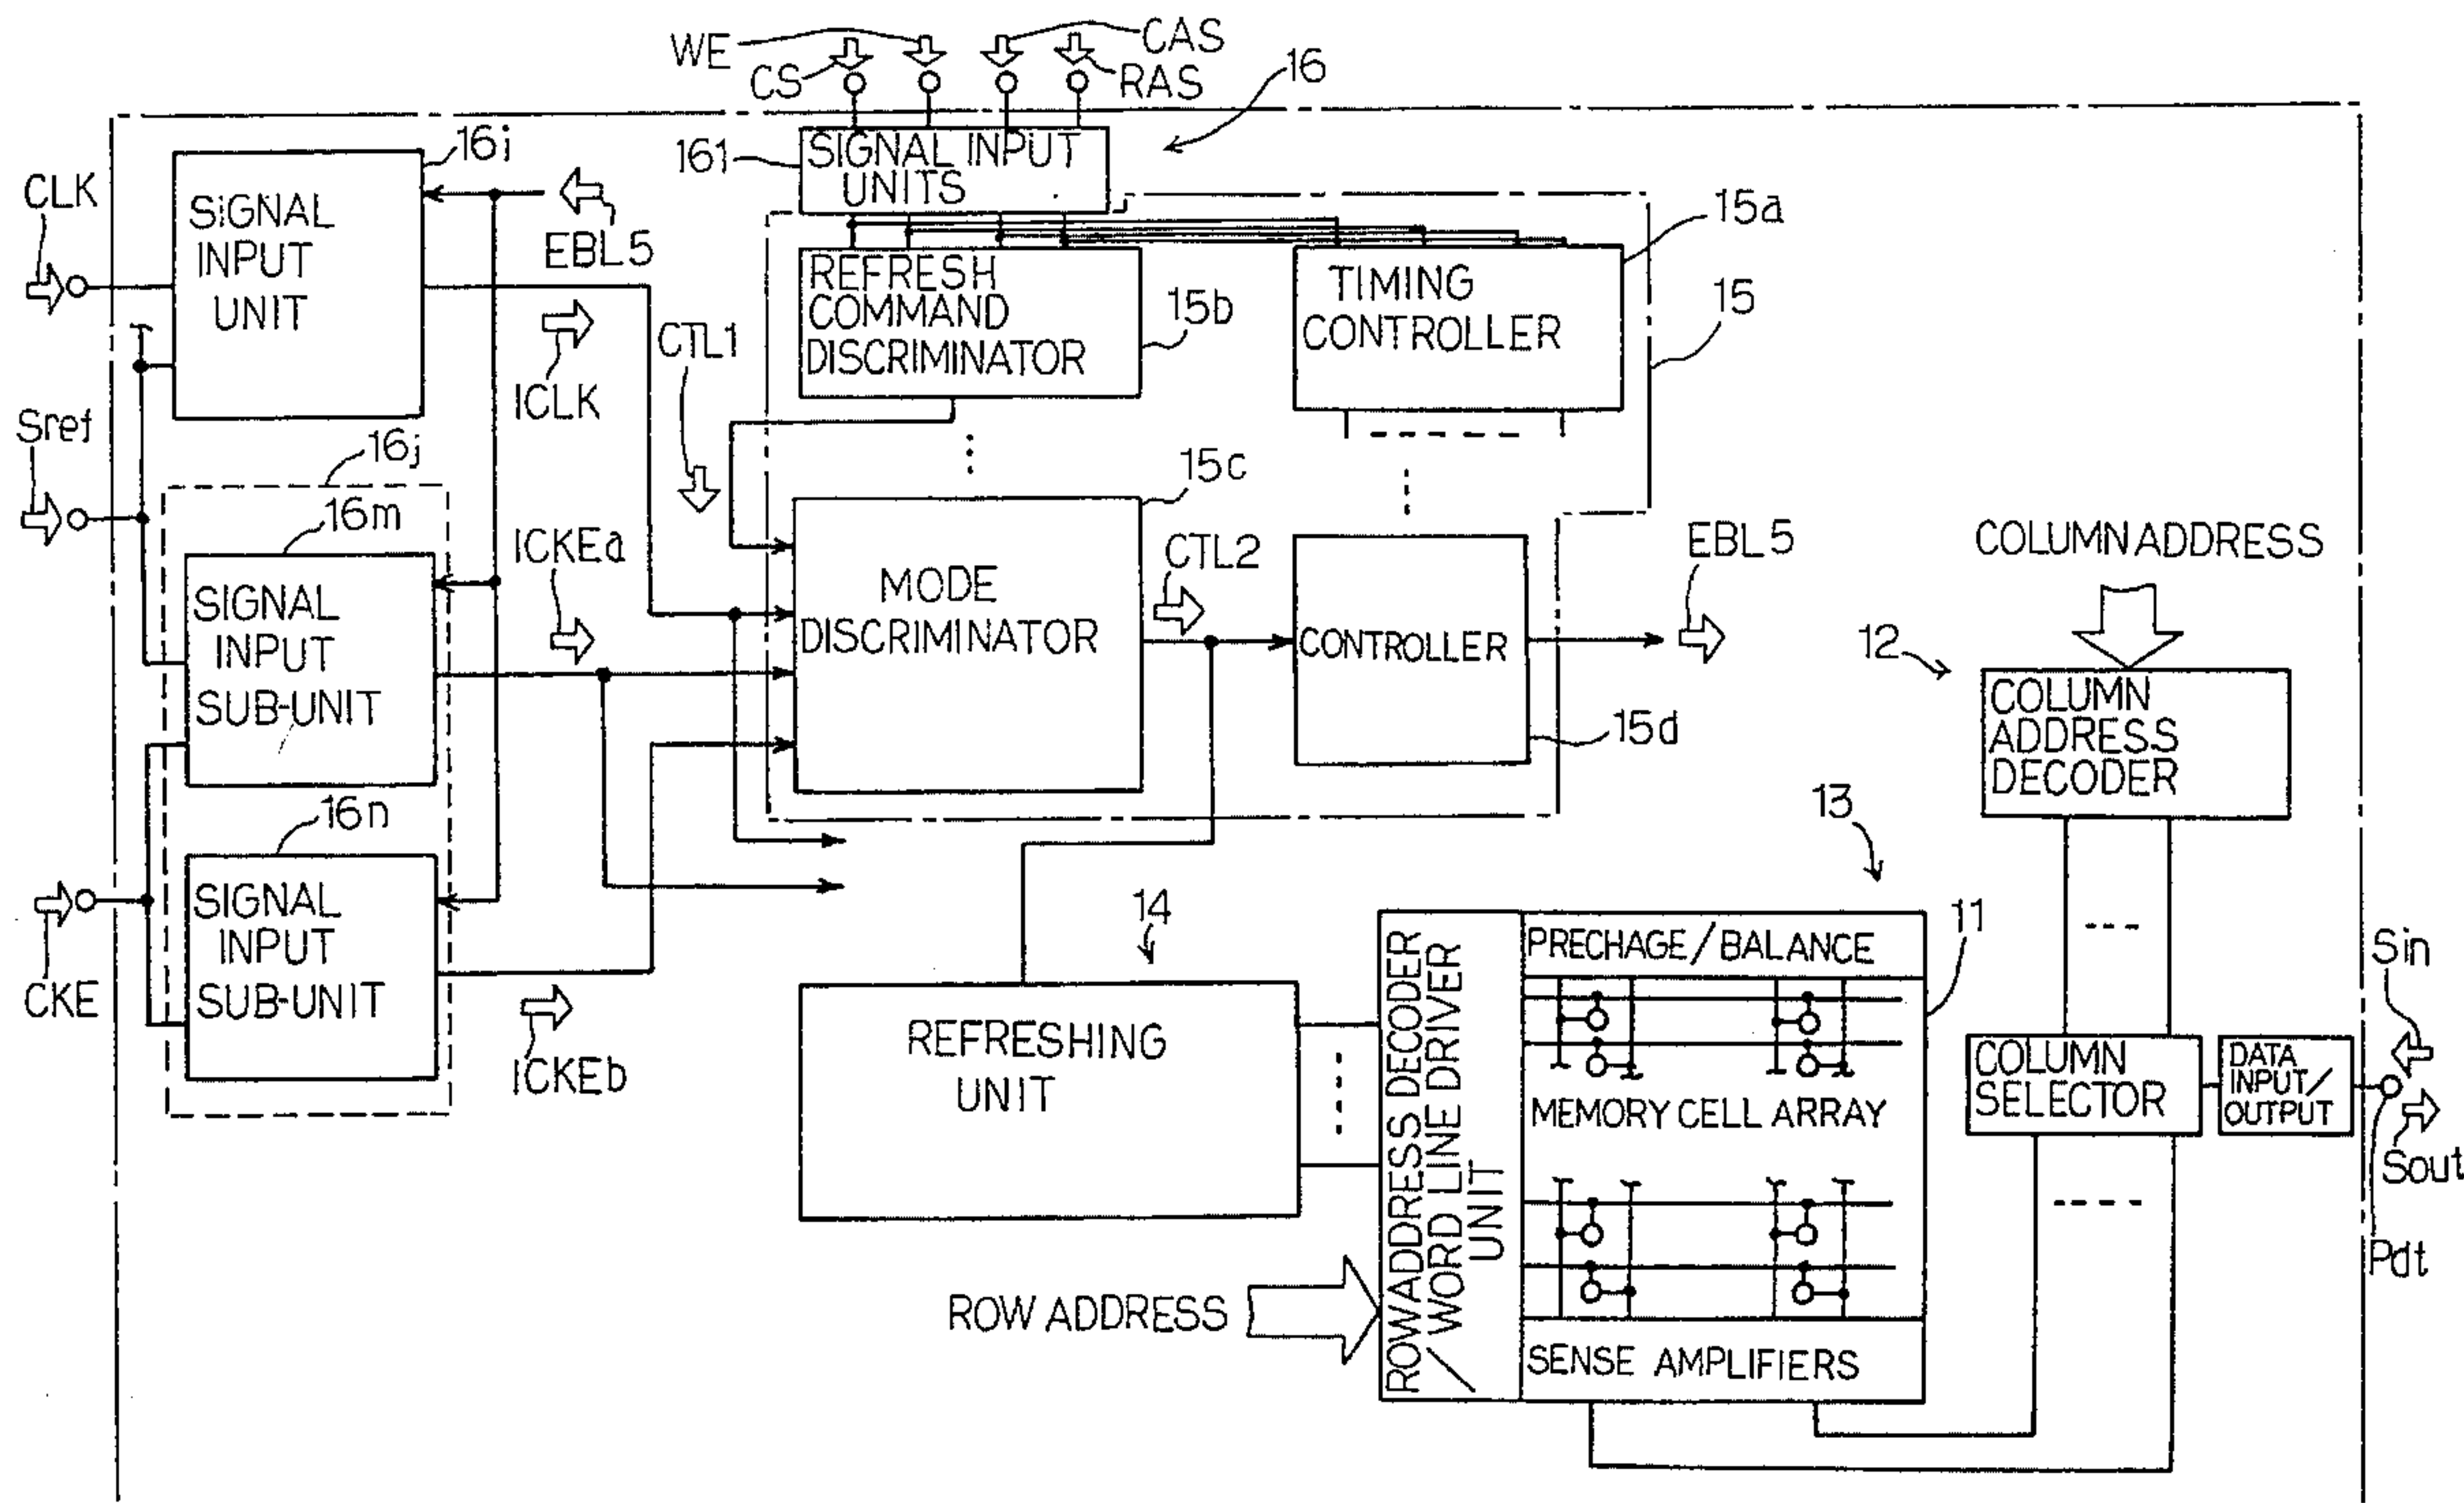 WE
CS
CAS
RAS
16
16i
161
SIGNAL INPUT
UNITS
CLK
SiGNAL
INPUT
UNIT
EBL5
ICLK
CTL1
REFRESH
COMMAND
DISCRIMINATOR
15b
TIMING
CONTROLLER
15a
15
Sref
16j
16m
SIGNAL
INPUT
SUB-UNIT
ICKEa
15c
MODE
DISCRIMINATOR
CTL2
CONTROLLER
15d
EBL5
COLUMN ADDRESS
12
COLUMN
ADDRESS
DECODER
16n
SIGNAL
INPUT
SUB-UNIT
CKE
ICKEb
14
REFRESHING
UNIT
13
11
ROW ADDRESS DECODER
/WORD LINE DRIVER
UNIT
PRECHAGE/BALANCE
MEMORY CELL ARRAY
SENSE AMPLIFIERS
ROW ADDRESS
COLUMN
SELECTOR
DATA
INPUT/
OUTPUT
Sin
Sout
Pdt